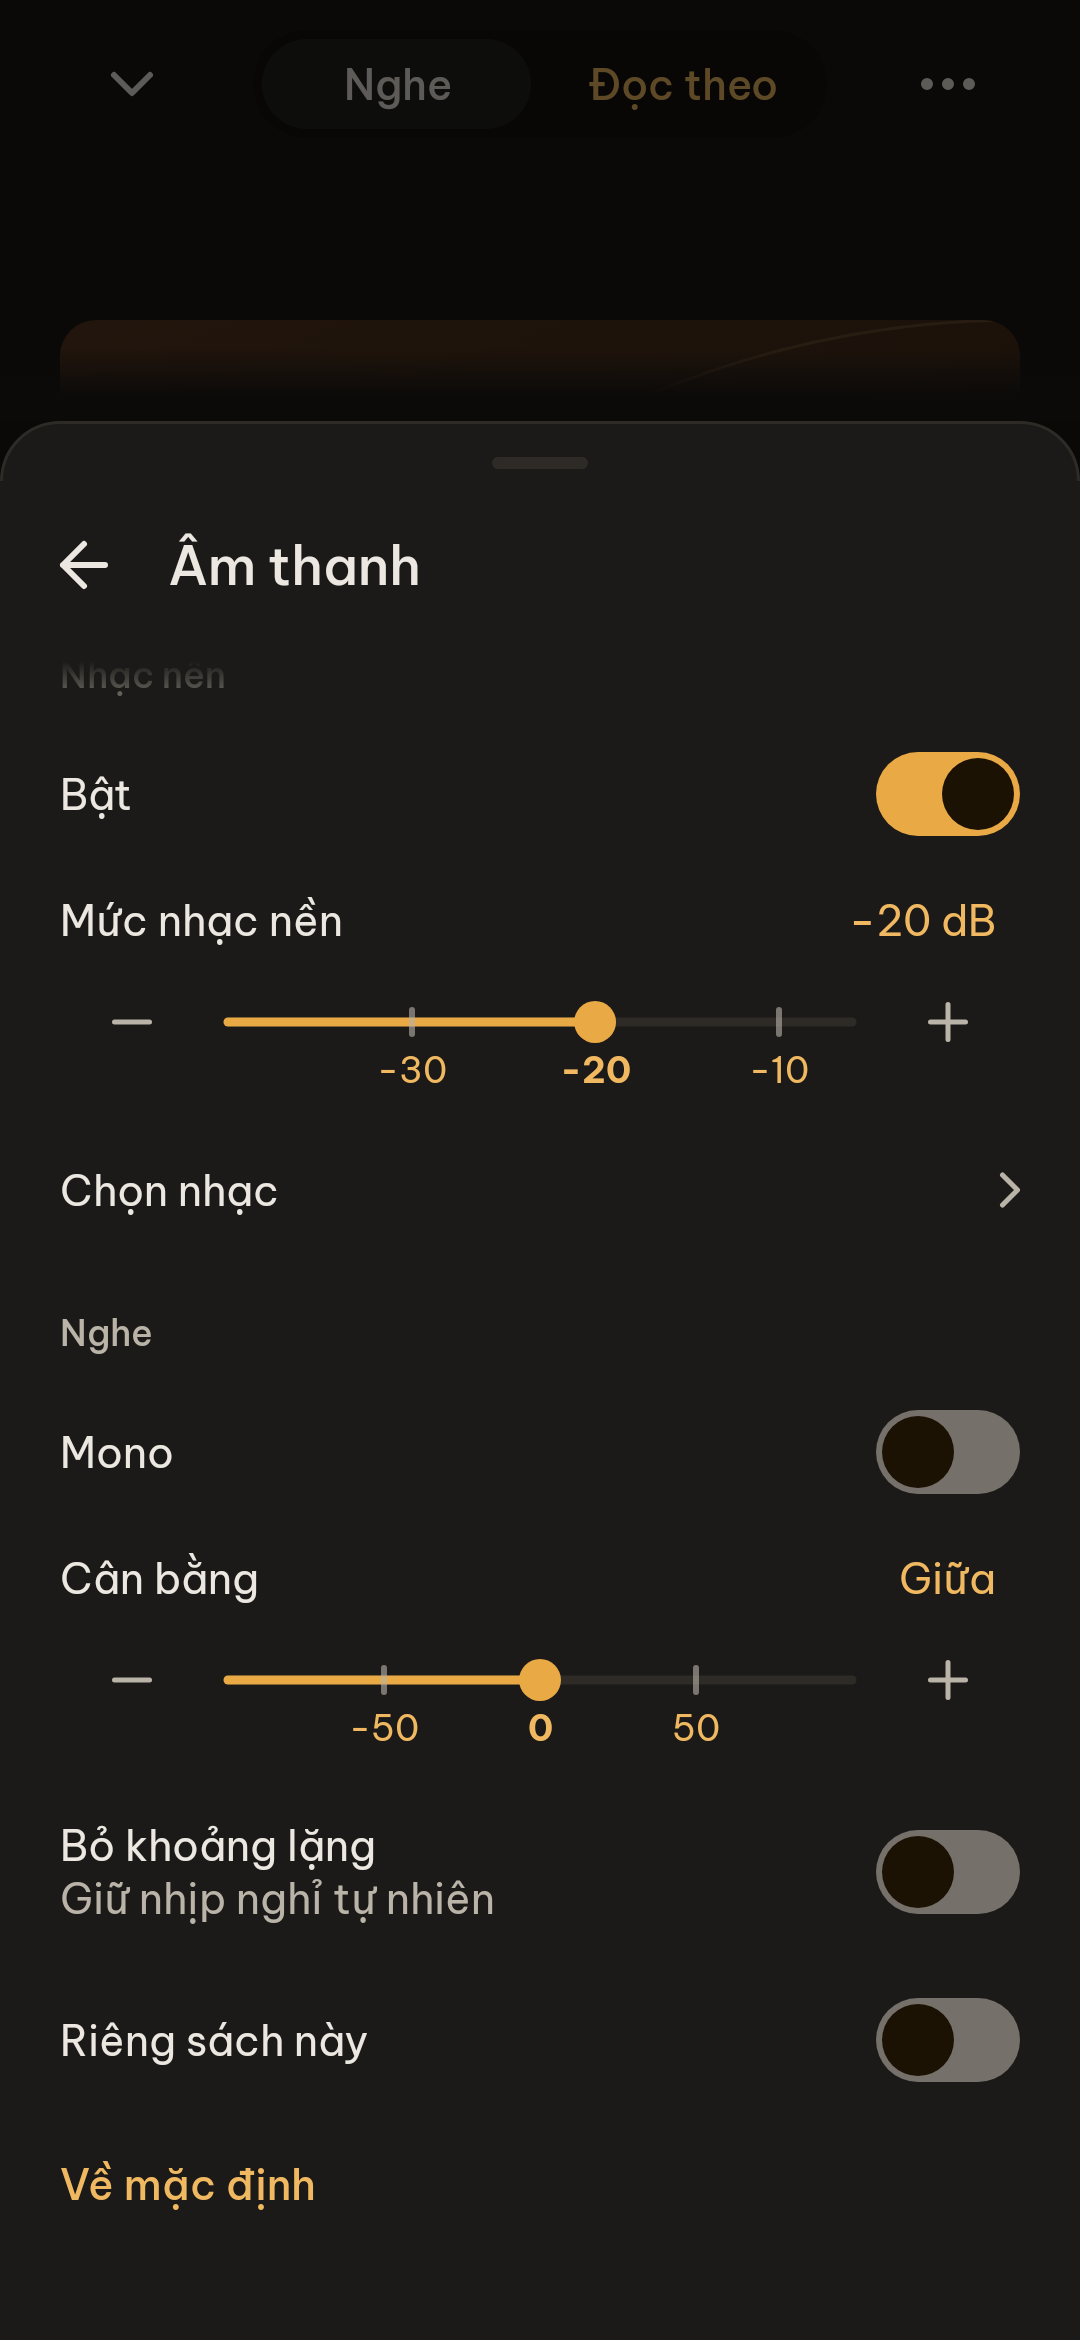 Nghe
Đọc theo
Âm thanh
Nhạc nền
Bật
Mức nhạc nền
-20 dB
-30
-20
-10
Chọn nhạc
Nghe
Mono
Cân bằng
Giữa
-50
0
50
Bỏ khoảng lặng
Giữ nhịp nghỉ tự nhiên
Riêng sách này
Về mặc định